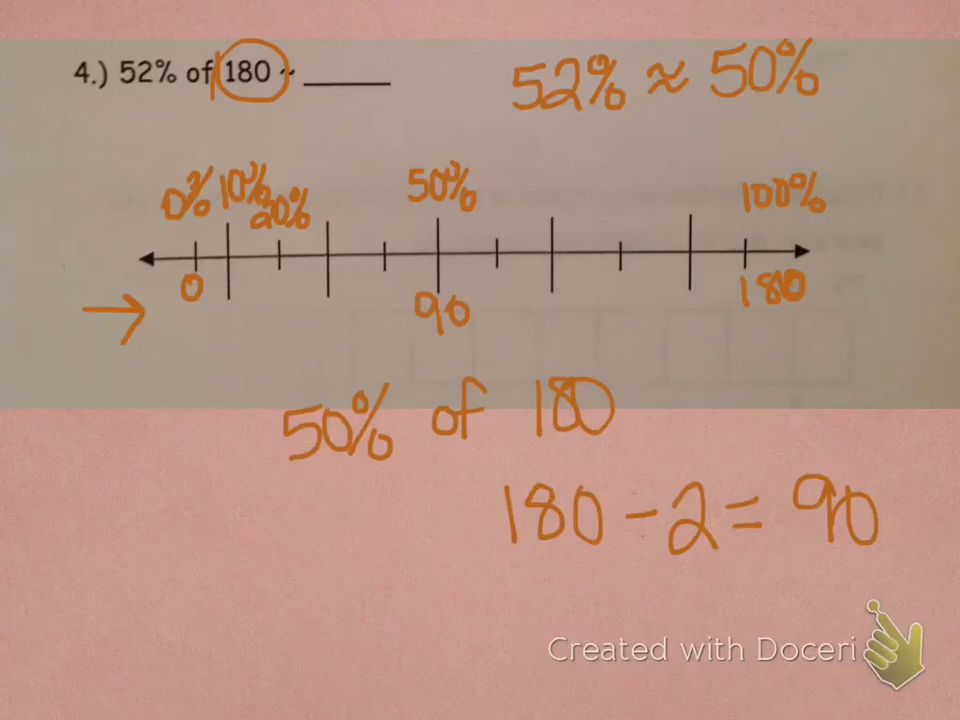 4.) 52% of 180 ~ ______
52% ≈ 50%
0% 10% 20% 50% 100%
0 90 180
50% of 180
180 - 2 = 90
Created with Doceri